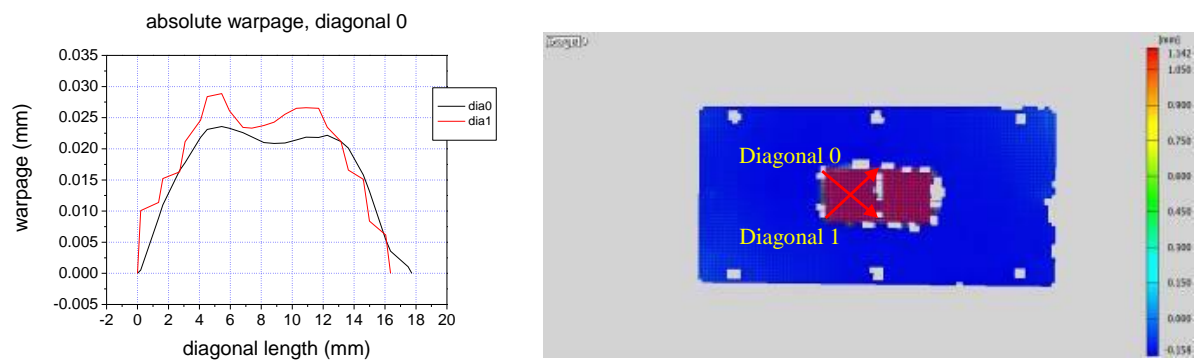 absolute warpage, diagonal 0
0.035
0.030
0.025
0.020
0.015
0.010
0.005
0.000
-0.005
warpage (mm)
-2 0 2 4 6 8 10 12 14 16 18 20
diagonal length (mm)
dia0
dia1
Diagonal 0
Diagonal 1
[mm]
1.342
1.050
0.900
0.750
0.600
0.450
0.300
0.150
0.000